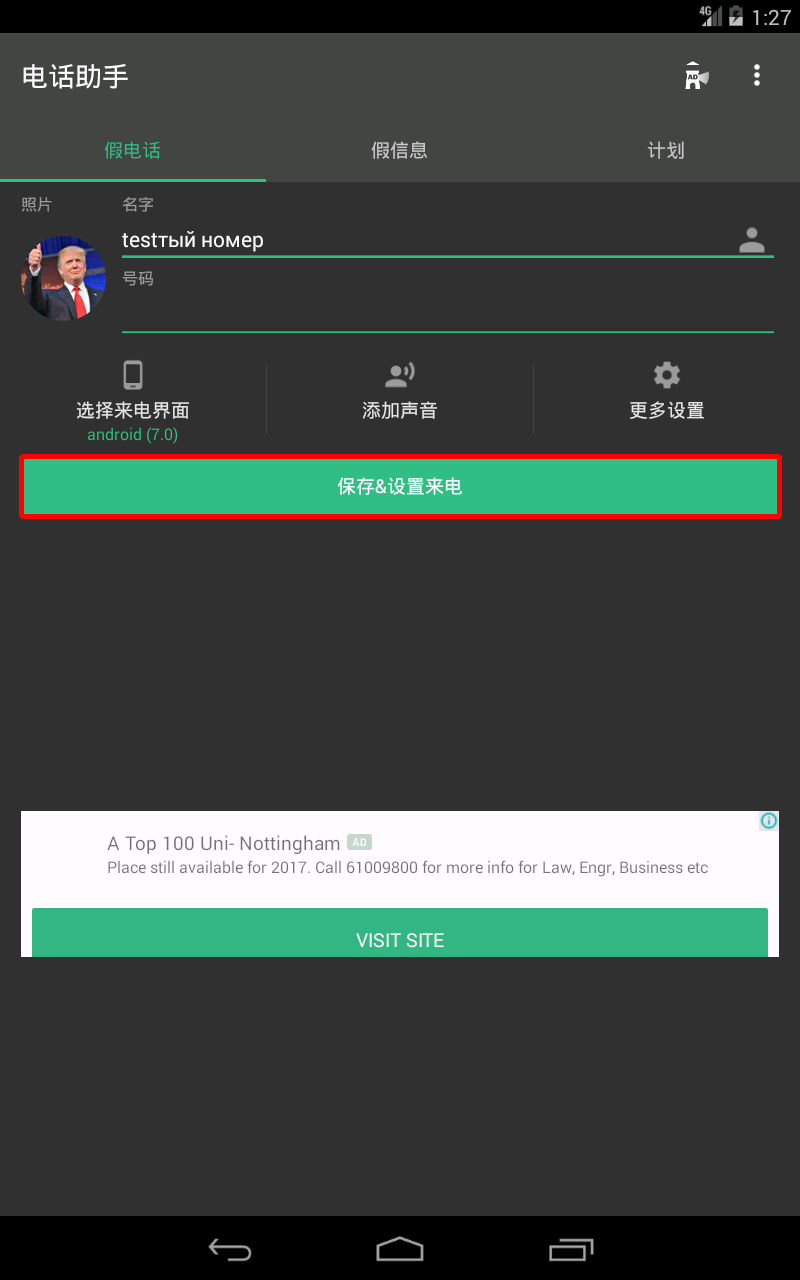 4G 1:27
电话助手
AD
假电话 假信息 计划
照片 名字
testтый номер
号码
选择来电界面 添加声音 更多设置
android (7.0)
保存&设置来电
A Top 100 Uni- Nottingham AD
Place still available for 2017. Call 61009800 for more info for Law, Engr, Business etc
VISIT SITE